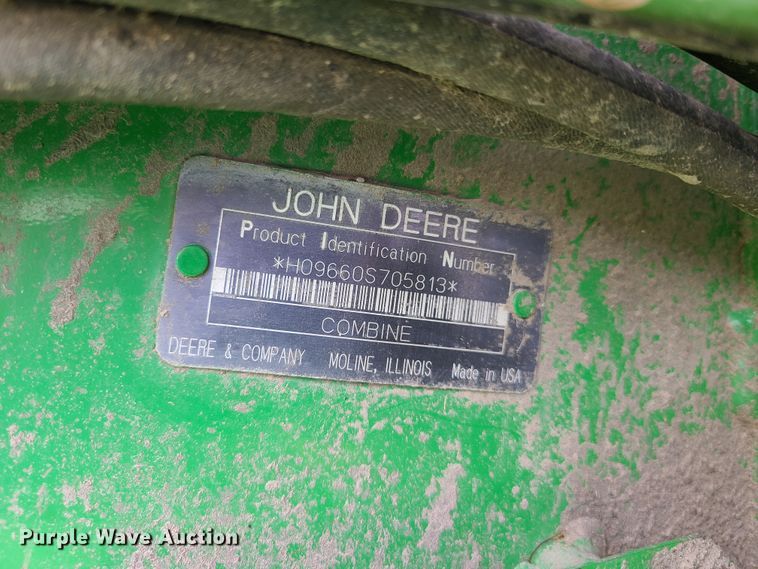 JOHN DEERE
Product Identification Number
*H09660S705813*
COMBINE
DEERE & COMPANY MOLINE, ILLINOIS Made in USA
Purple Wave Auction